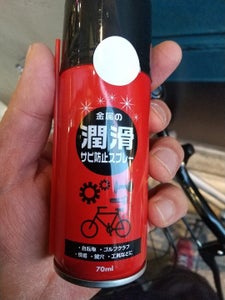 金属の
潤滑
サビ防止スプレー
・自転車 ・ゴルフクラブ
・機械 ・鍵穴 ・工具などに
70ml